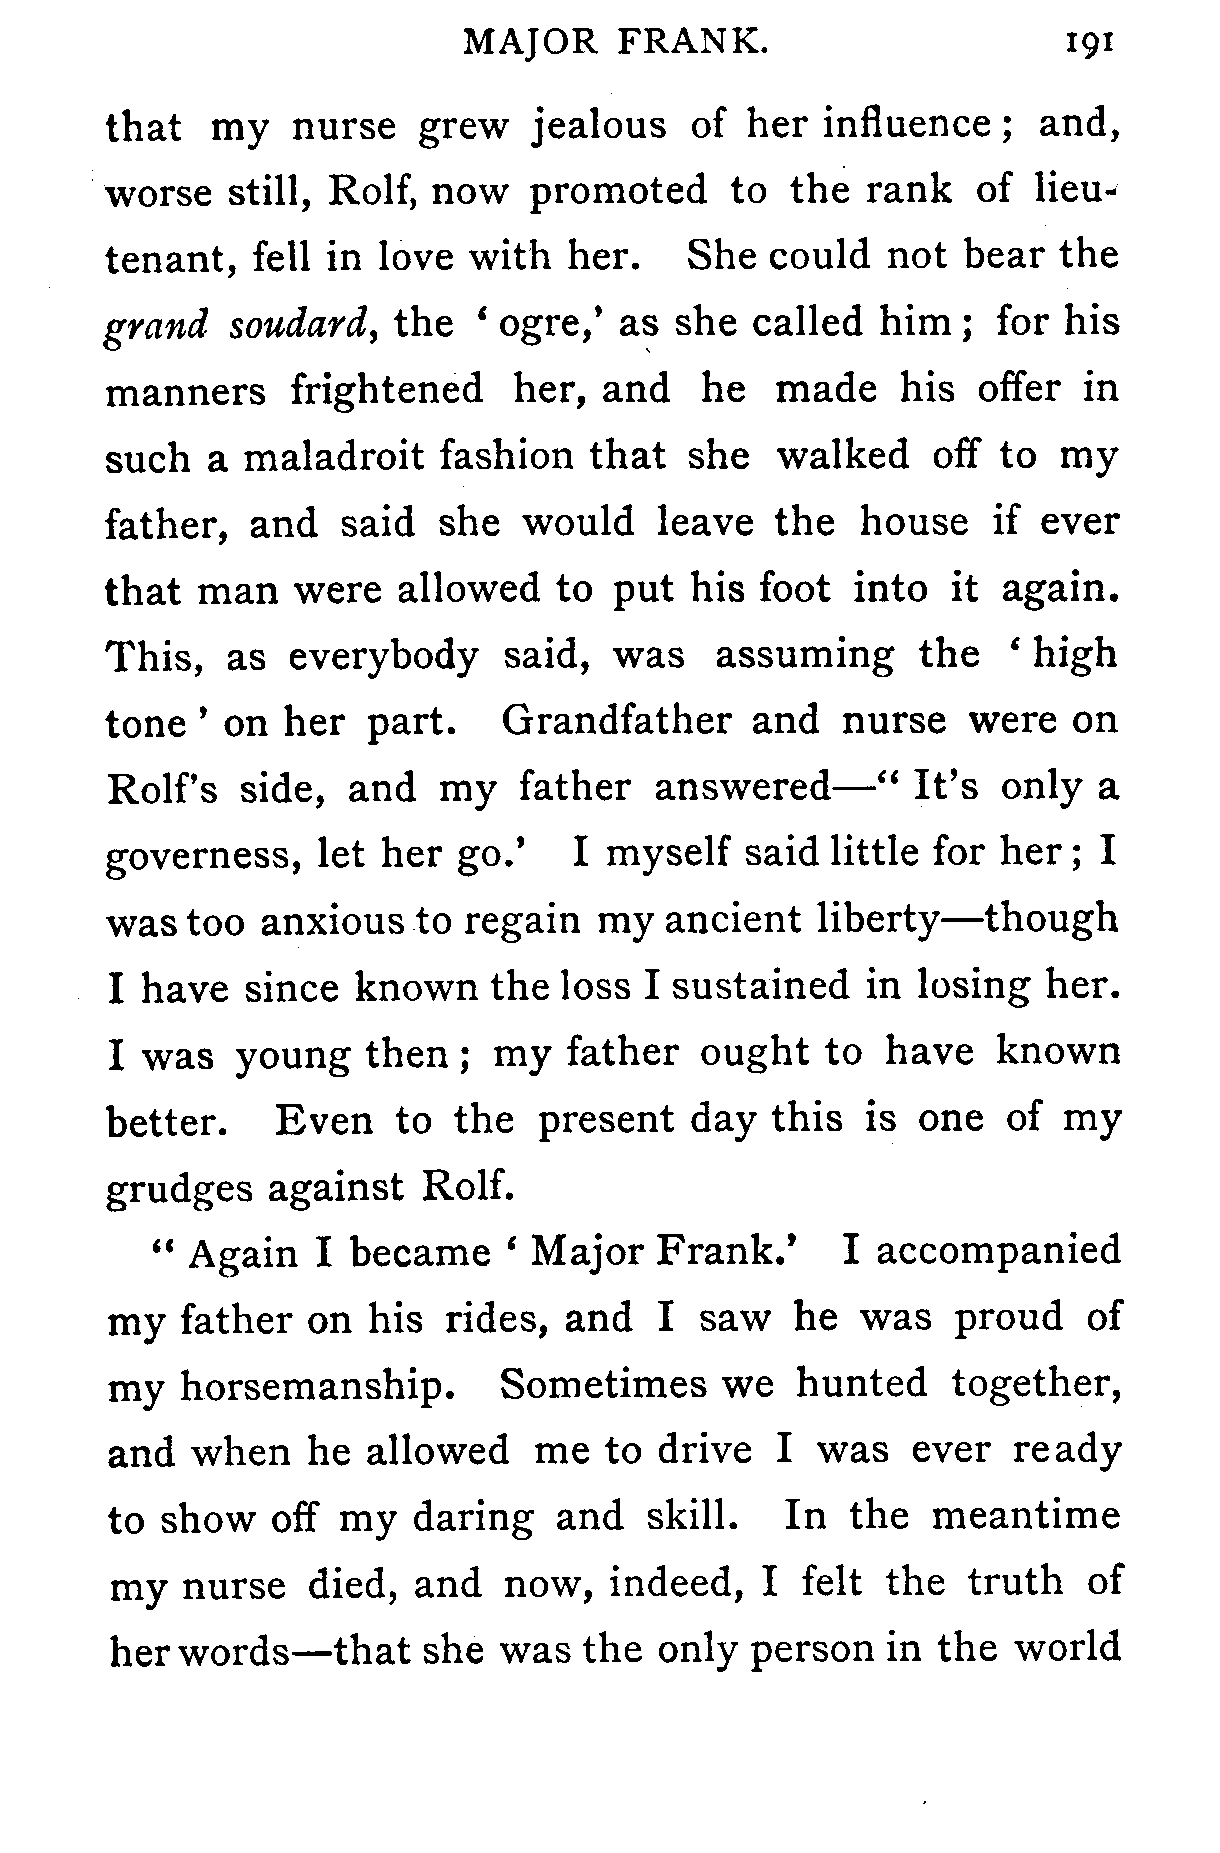 MAJOR FRANK. 191
that my nurse grew jealous of her influence ; and,
worse still, Rolf, now promoted to the rank of lieu-
tenant, fell in love with her. She could not bear the
grand soudard, the ‘ ogre,’ as she called him ; for his
manners frightened her, and he made his offer in
such a maladroit fashion that she walked off to my
father, and said she would leave the house if ever
that man were allowed to put his foot into it again.
This, as everybody said, was assuming the ‘ high
tone ’ on her part. Grandfather and nurse were on
Rolf’s side, and my father answered—“ It’s only a
governess, let her go.’ I myself said little for her ; I
was too anxious to regain my ancient liberty—though
I have since known the loss I sustained in losing her.
I was young then ; my father ought to have known
better. Even to the present day this is one of my
grudges against Rolf.
“ Again I became ‘ Major Frank.’ I accompanied
my father on his rides, and I saw he was proud of
my horsemanship. Sometimes we hunted together,
and when he allowed me to drive I was ever ready
to show off my daring and skill. In the meantime
my nurse died, and now, indeed, I felt the truth of
her words—that she was the only person in the world